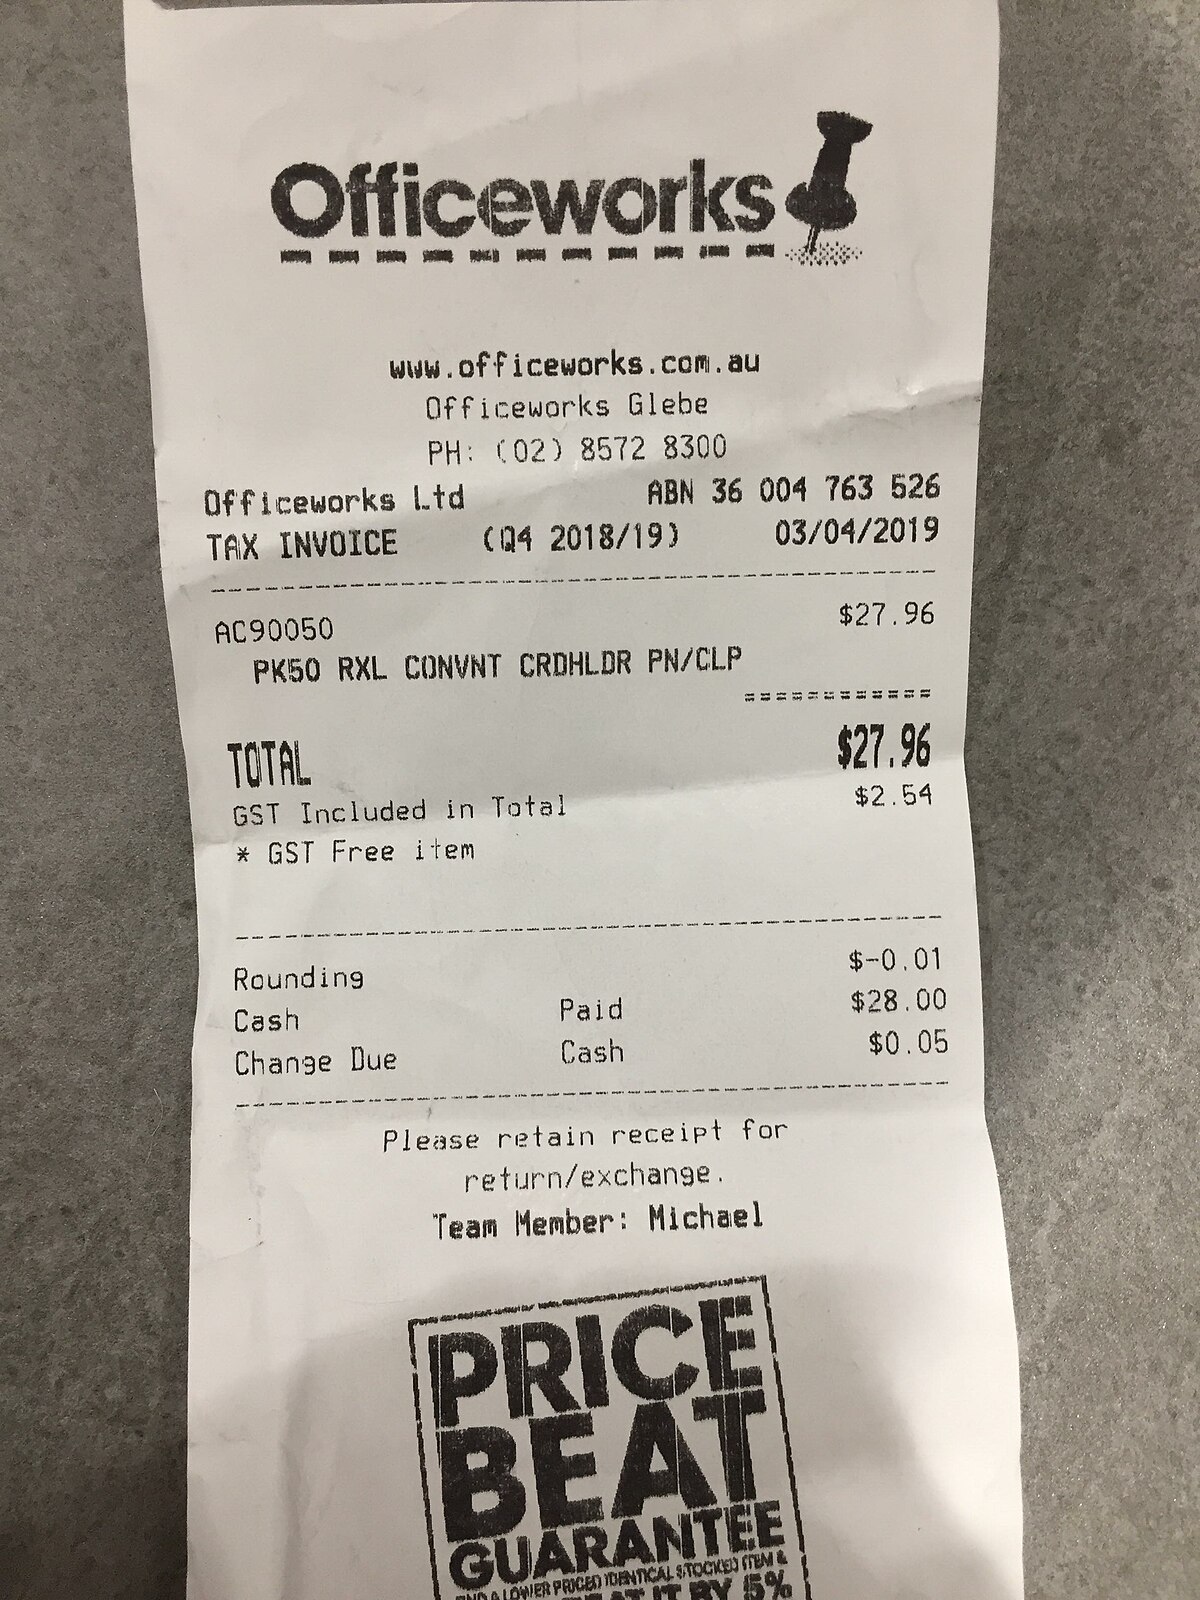 Officeworks
www.officeworks.com.au
Officeworks Glebe
PH: (02) 8572 8300
Officeworks Ltd ABN 36 004 763 526
TAX INVOICE (Q4 2018/19) 03/04/2019
AC90050 $27.96
PK50 RXL CONVNT CRDHLDR PN/CLP
============
TOTAL $27.96
GST Included in Total $2.54
* GST Free item
Rounding $-0.01
Cash Paid $28.00
Change Due Cash $0.05
Please retain receipt for
return/exchange.
Team Member: Michael
PRICE
BEAT
GUARANTEE
A LOWER PRICED IDENTICAL STOCKED ITEM &
IT BY 5%